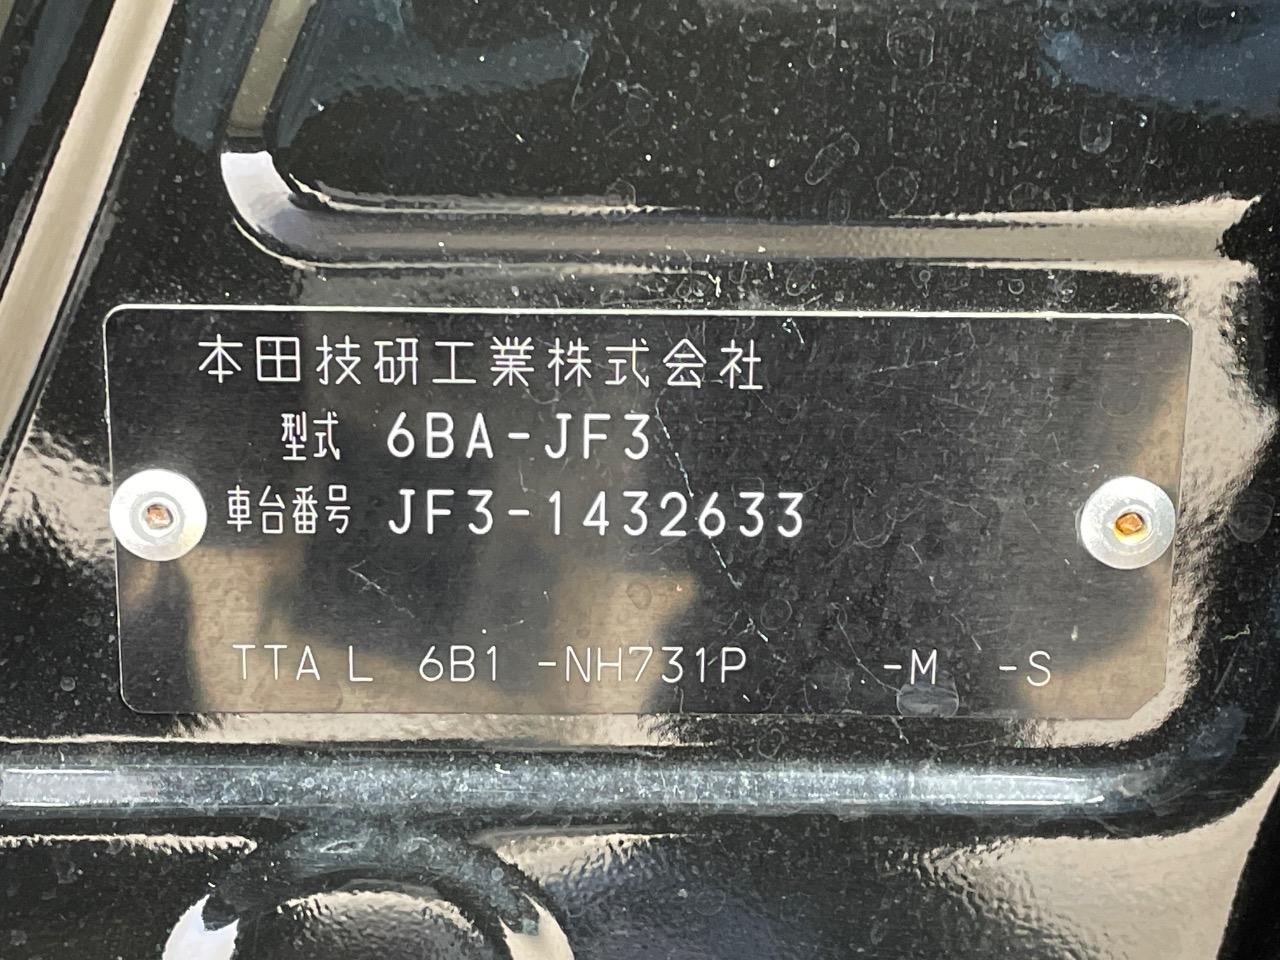 本田技研工業株式会社
型式 6BA-JF3
車台番号 JF3-1432633
TTA L 6B1 -NH731P -M -S